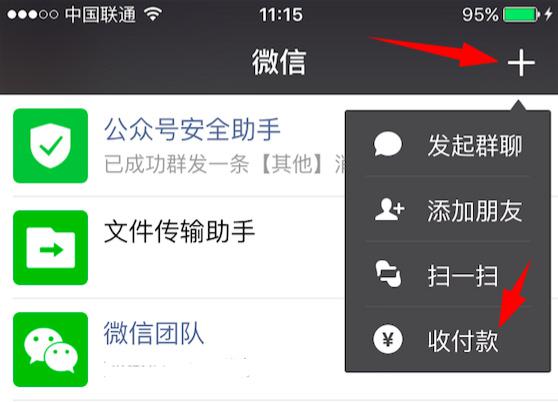 中国联通 11:15 95%
微信
公众号安全助手
已成功群发一条【其他】消
文件传输助手
微信团队
发起群聊
添加朋友
扫一扫
收付款